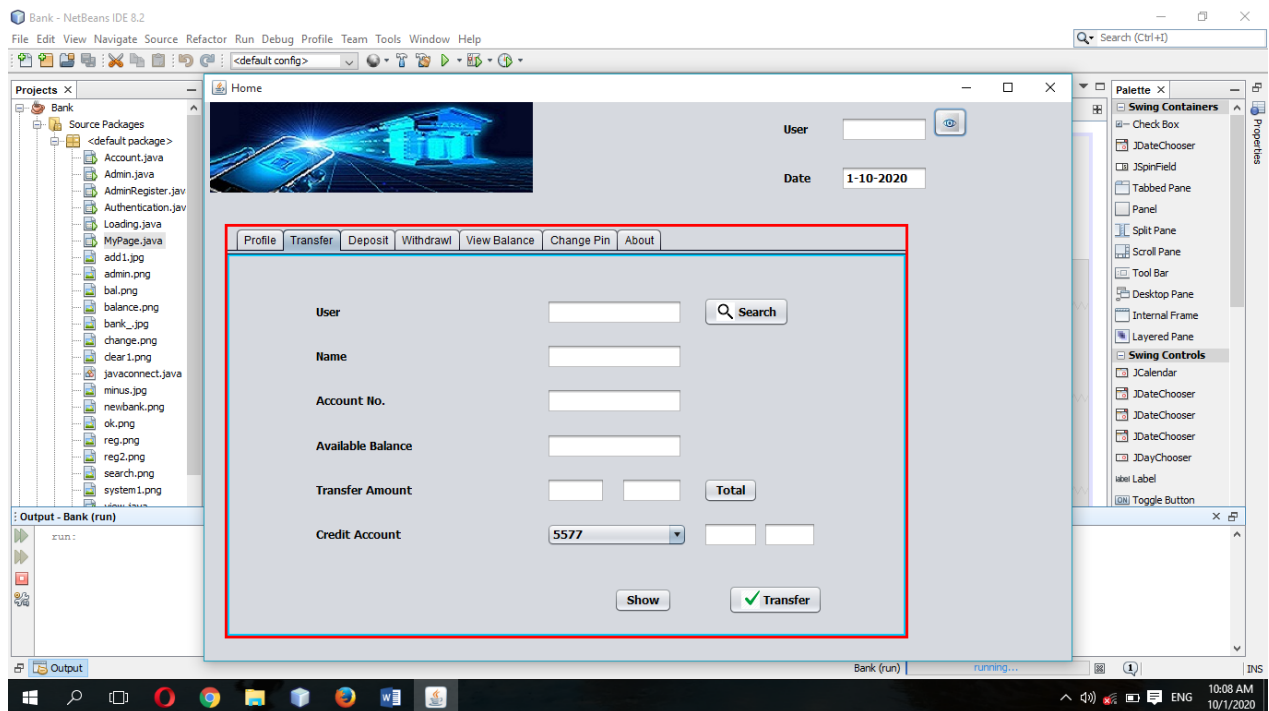 Bank - NetBeans IDE 8.2
File Edit View Navigate Source Refactor Run Debug Profile Team Tools Window Help
Search (Ctrl+I)
<default config>
Projects
Bank
Source Packages
<default package>
Account.java
Admin.java
AdminRegister.jav
Authentication.jav
Loading.java
MyPage.java
add1.jpg
admin.png
bal.png
balance.png
bank_.jpg
change.png
clear1.png
javaconnect.java
minus.jpg
newbank.png
ok.png
reg.png
reg2.png
search.png
system1.png
view.java
Home
BANK
User
Date 1-10-2020
Profile Transfer Deposit Withdrawl View Balance Change Pin About
User Search
Name
Account No.
Available Balance
Transfer Amount Total
Credit Account 5577
Show Transfer
Palette
Swing Containers
Check Box
JDateChooser
JSpinField
Tabbed Pane
Panel
Split Pane
Scroll Pane
Tool Bar
Desktop Pane
Internal Frame
Layered Pane
Swing Controls
JCalendar
JDateChooser
JDateChooser
JDateChooser
JDayChooser
label Label
ON Toggle Button
Properties
Output - Bank (run)
run:
Output
Bank (run) running...
1
INS
ENG
10:08 AM
10/1/2020